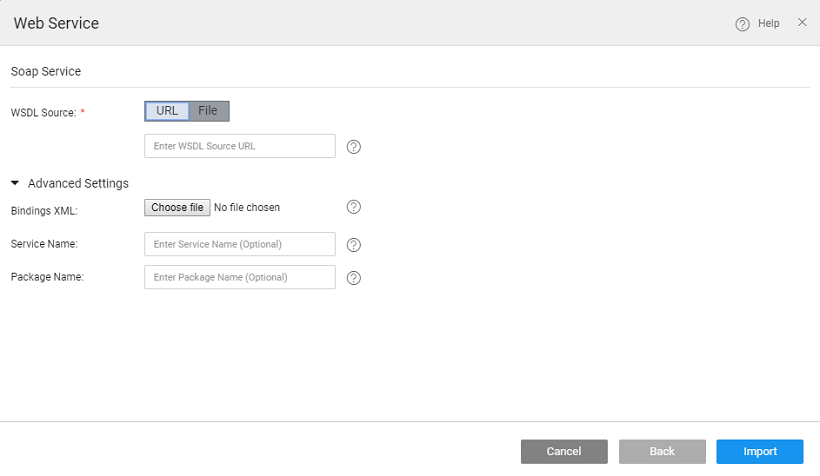 Web Service
? Help ×
Soap Service
WSDL Source: * URL File
Enter WSDL Source URL ?
Advanced Settings
Bindings XML: Choose file No file chosen ?
Service Name: Enter Service Name (Optional) ?
Package Name: Enter Package Name (Optional) ?
Cancel Back Import